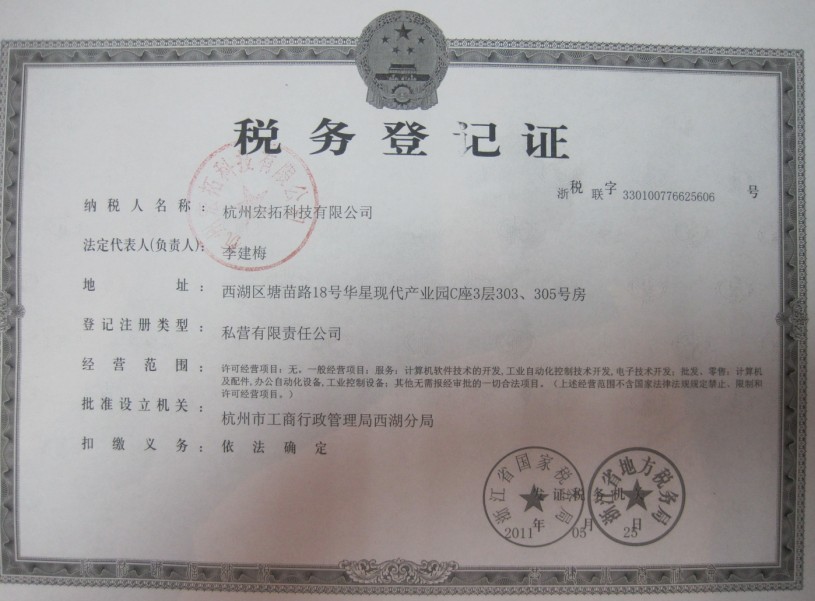 税务登记证
浙税联字330100776625606号
纳税人名称：杭州宏拓科技有限公司
法定代表人(负责人)：李建梅
地址：西湖区塘苗路18号华星现代产业园C座3层303、305号房
登记注册类型：私营有限责任公司
经营范围：许可经营项目：无。一般经营项目：服务：计算机软件技术的开发,工业自动化控制技术开发,电子技术开发；批发、零售：计算机
及配件,办公自动化设备,工业控制设备；其他无需报经审批的一切合法项目。（上述经营范围不含国家法律法规规定禁止、限制和
许可经营项目。）
批准设立机关：杭州市工商行政管理局西湖分局
扣缴义务：依法确定
浙江省国家税务局
浙江省地方税务局
发证税务机关
2011年05月25日